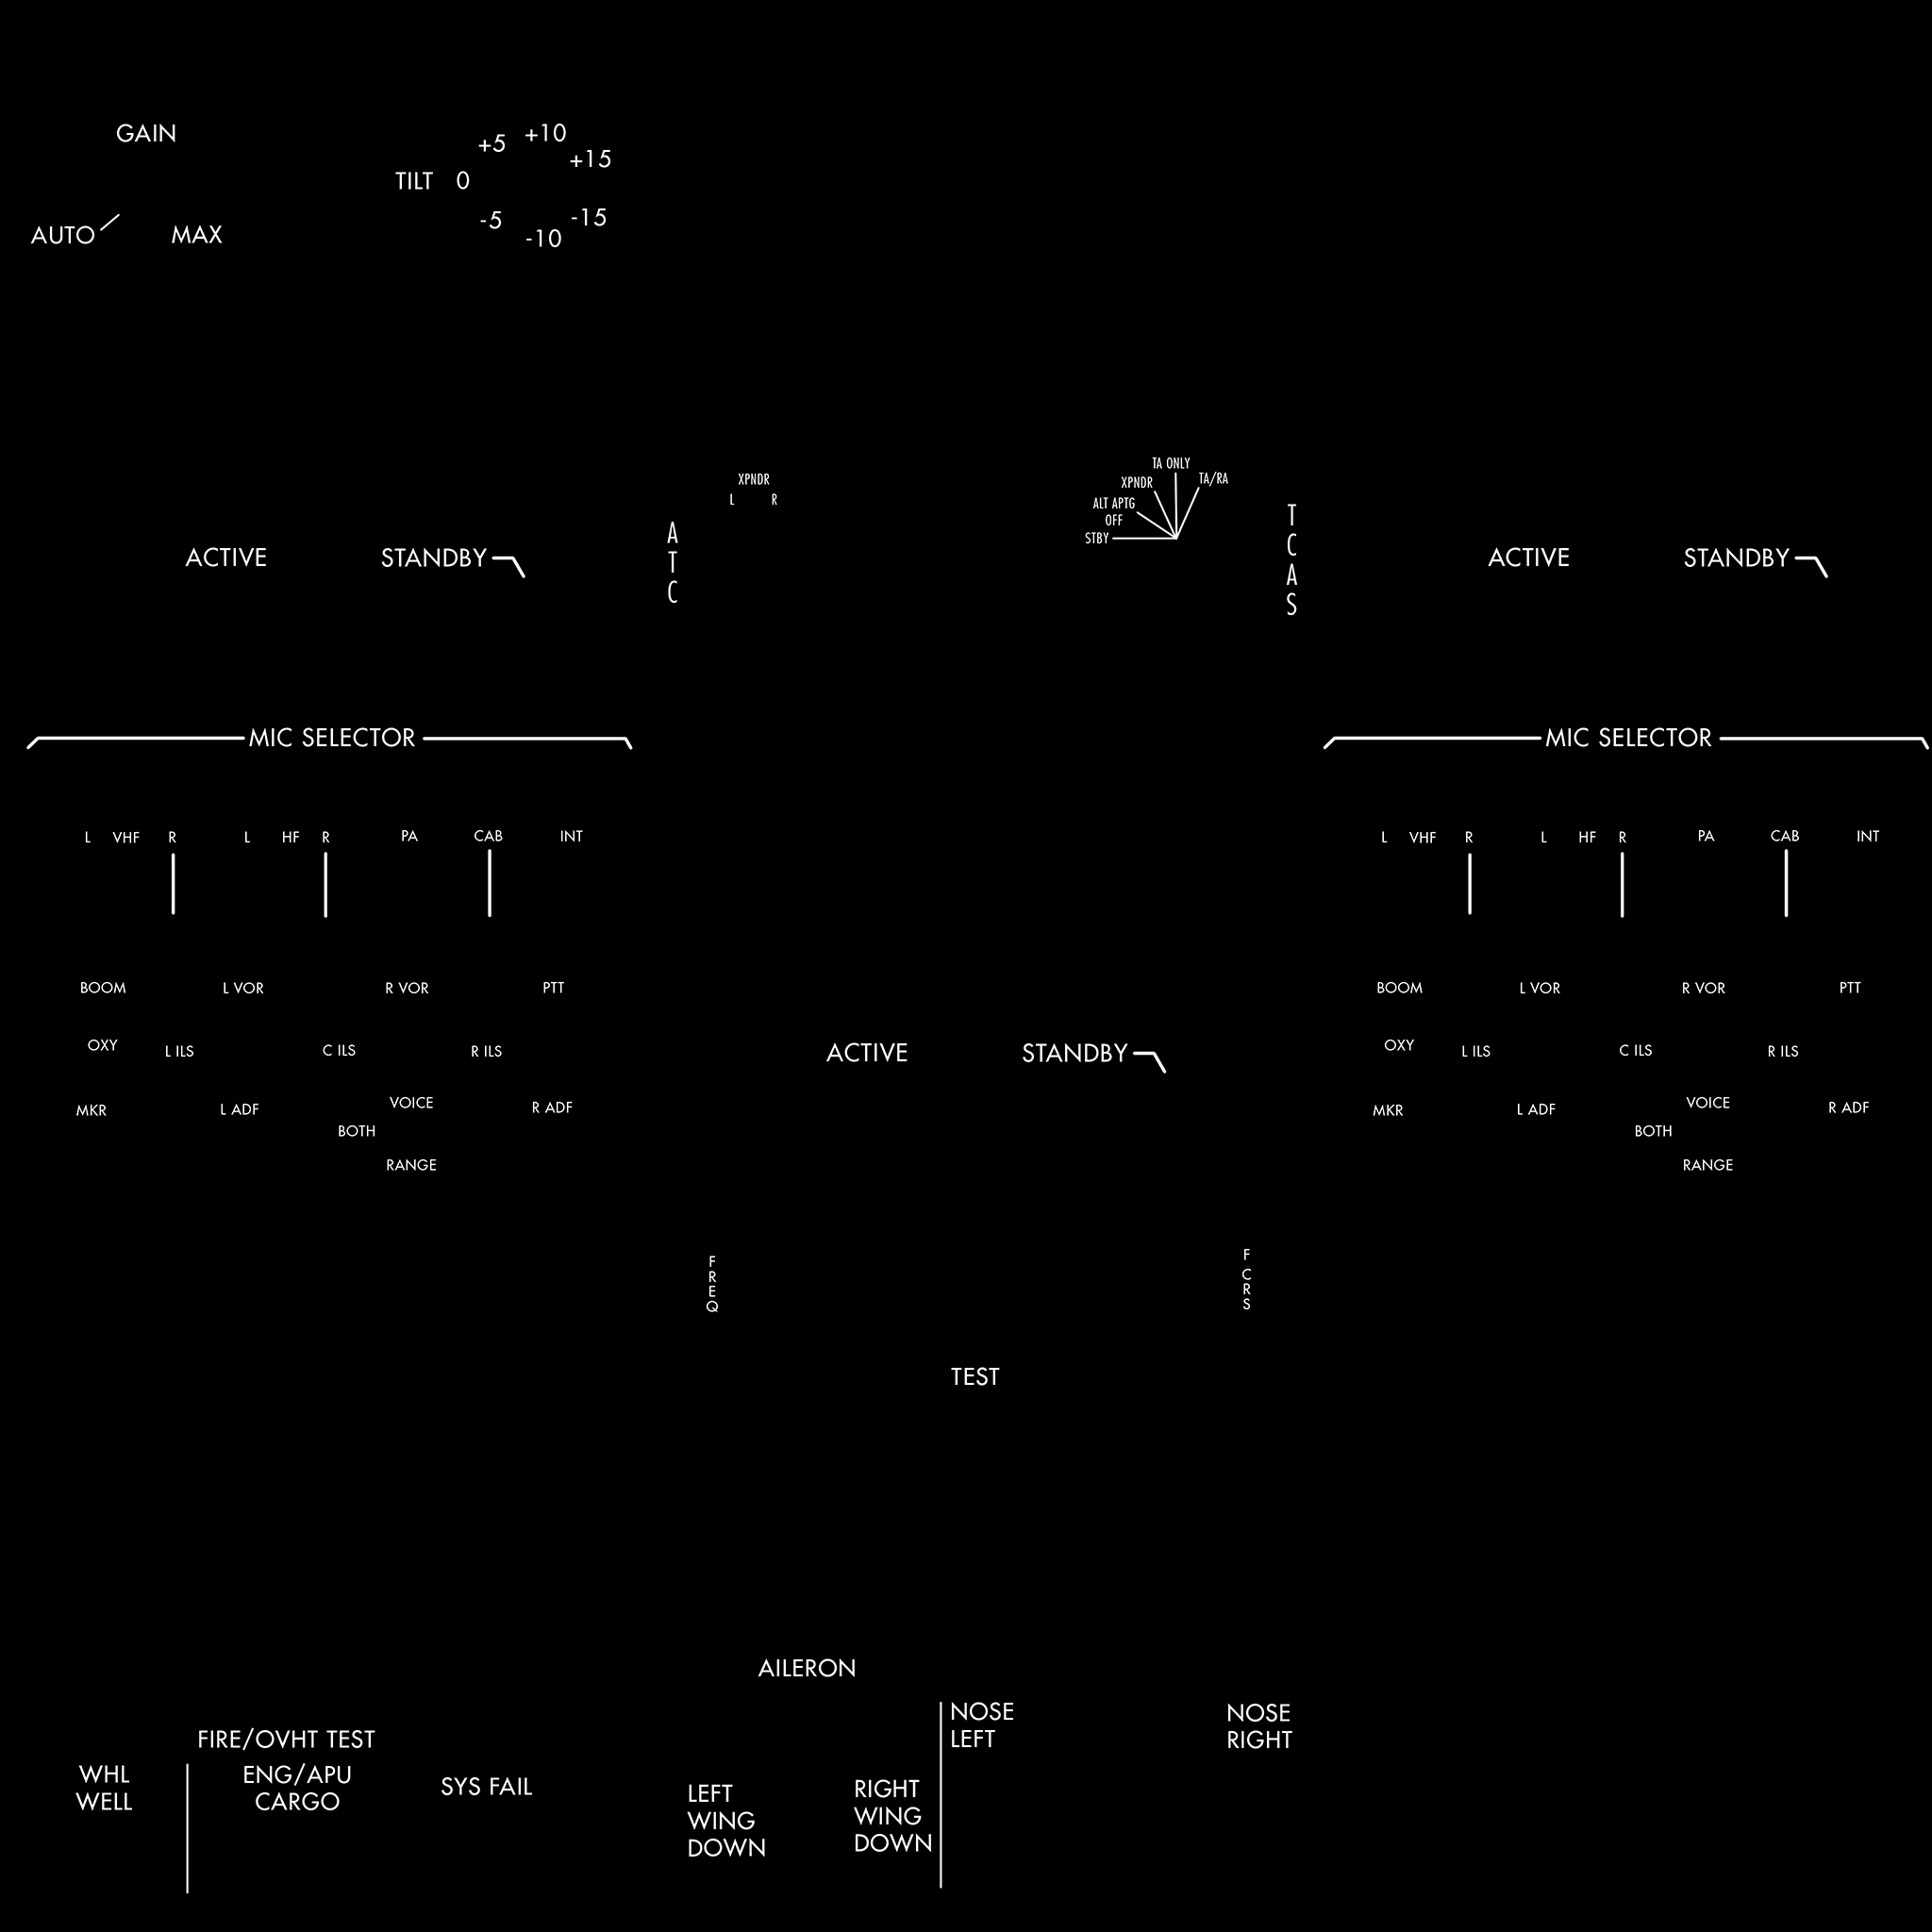 GAIN
+5 +10 +15
TILT 0
-5 -10 -15
AUTO MAX
XPNDR
L R
ATC
TA ONLY
XPNDR TA/RA
ALT APTG
OFF
STBY
TCAS
ACTIVE STANDBY
ACTIVE STANDBY
MIC SELECTOR
L VHF R L HF R PA CAB INT
BOOM L VOR R VOR PTT
OXY L ILS C ILS R ILS
MKR L ADF VOICE R ADF
BOTH
RANGE
MIC SELECTOR
L VHF R L HF R PA CAB INT
BOOM L VOR R VOR PTT
OXY L ILS C ILS R ILS
MKR L ADF VOICE R ADF
BOTH
RANGE
ACTIVE STANDBY
FREQ
F CRS
TEST
AILERON
NOSE
LEFT
NOSE
RIGHT
FIRE/OVHT TEST
WHL
WELL
ENG/APU
CARGO
SYS FAIL
LEFT
WING
DOWN
RIGHT
WING
DOWN